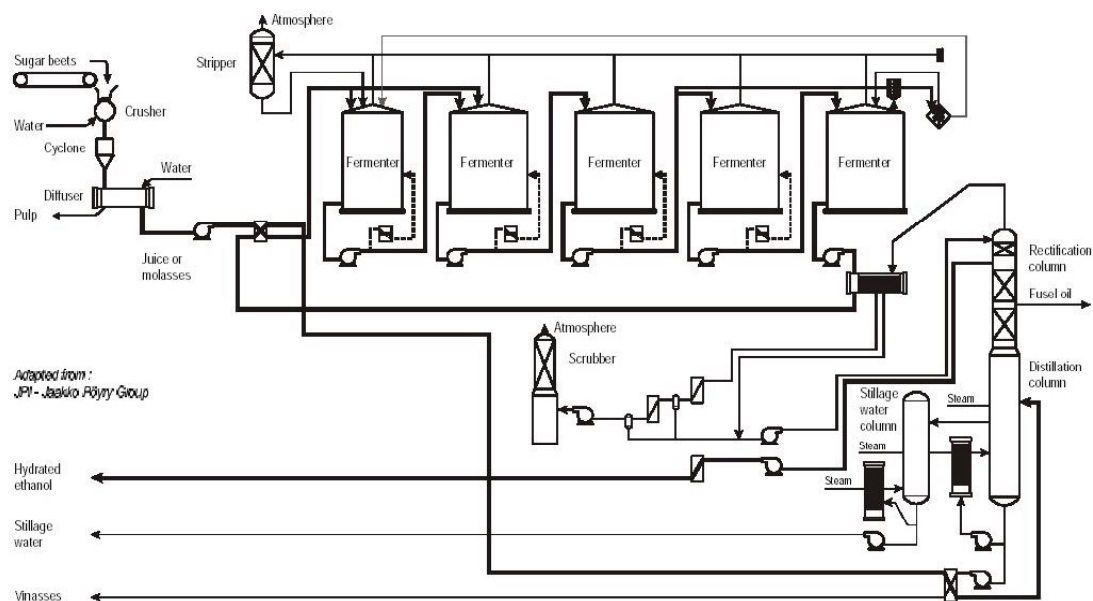 Atmosphere
Sugar beets
Stripper
Water
Crusher
Cyclone
Water
Diffuser
Pulp
Juice or
molasses
Fermenter
Fermenter
Fermenter
Fermenter
Fermenter
Rectification
column
Fusel oil
Atmosphere
Scrubber
Distillation
column
Adapted from :
JPI - Jaakko Pöyry Group
Stillage
water
column
Steam
Steam
Steam
Hydrated
ethanol
Stillage
water
Vinasses